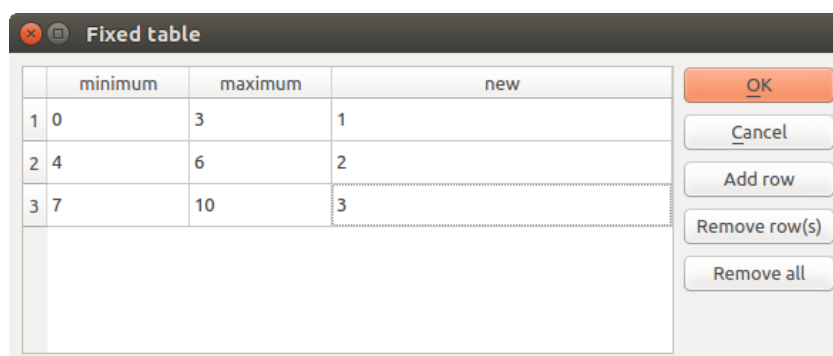 Fixed table
minimum maximum new
1 0 3 1
2 4 6 2
3 7 10 3
OK
Cancel
Add row
Remove row(s)
Remove all